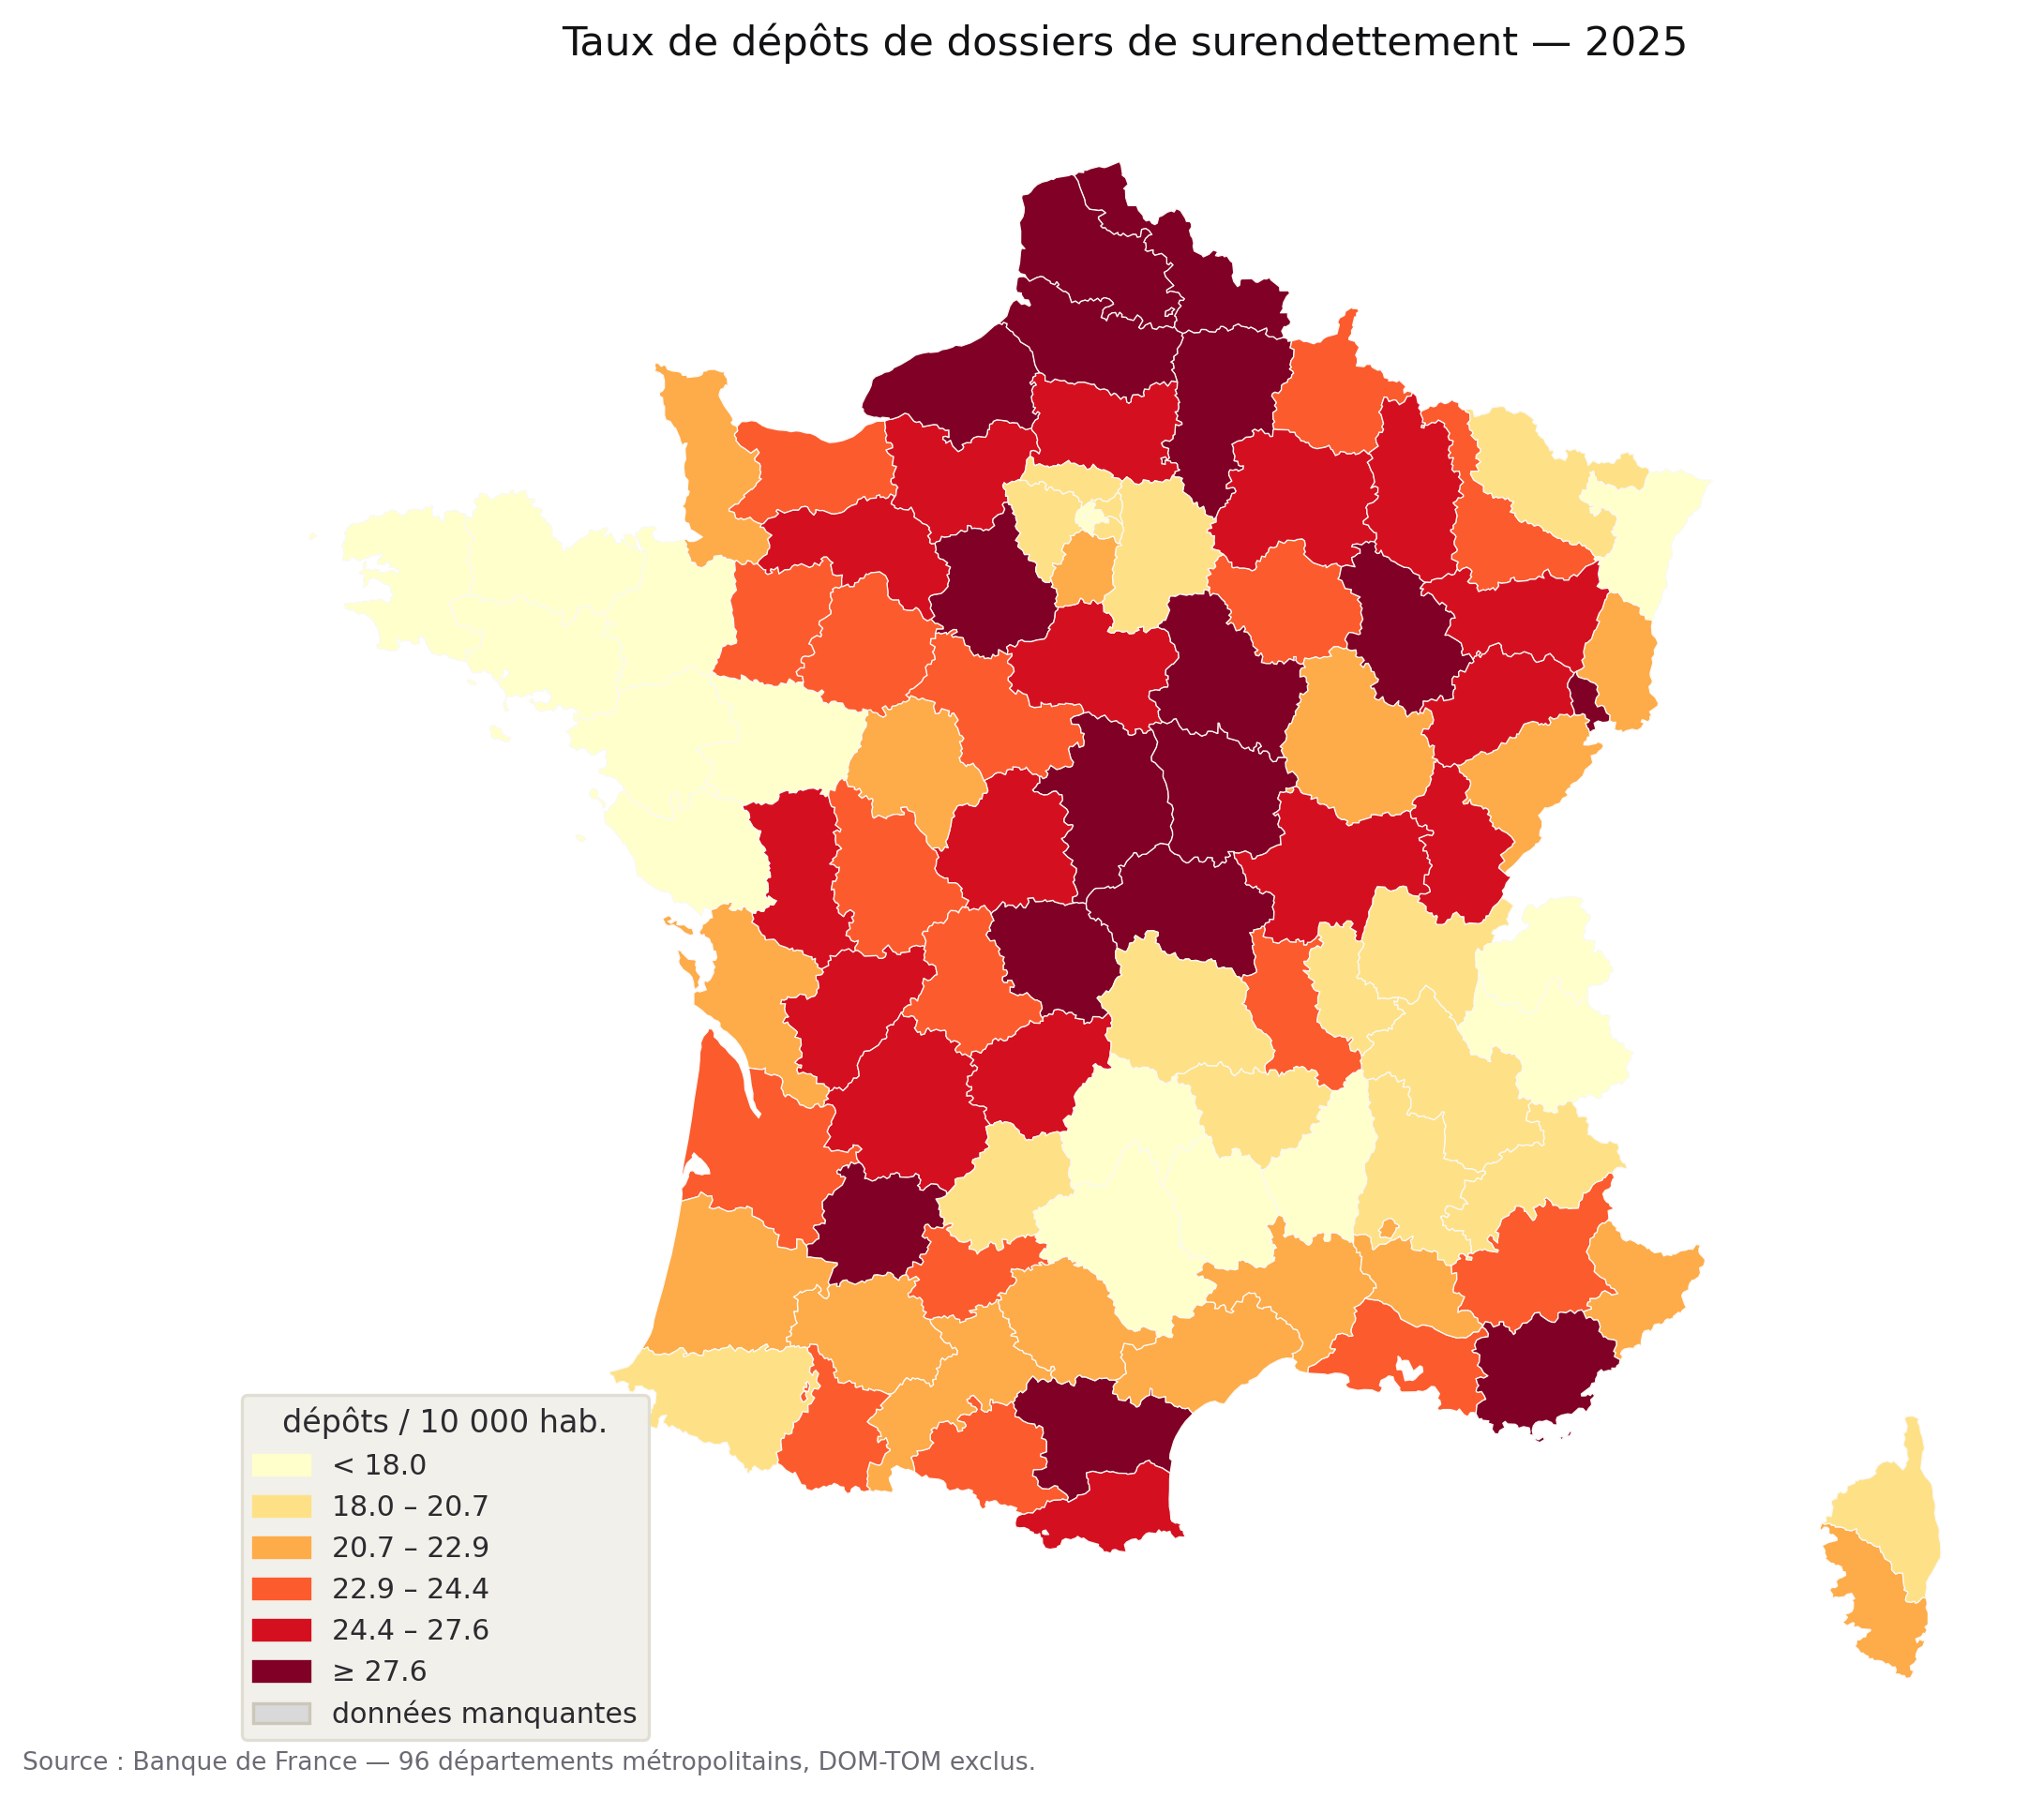 Taux de dépôts de dossiers de surendettement — 2025
dépôts / 10 000 hab.
< 18.0
18.0 – 20.7
20.7 – 22.9
22.9 – 24.4
24.4 – 27.6
≥ 27.6
données manquantes
Source : Banque de France — 96 départements métropolitains, DOM-TOM exclus.